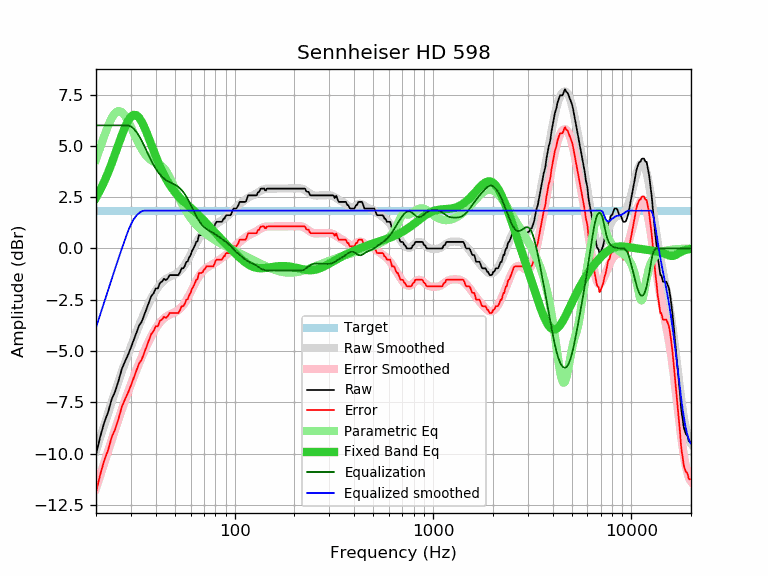 Sennheiser HD 598
Amplitude (dBr)
7.5
5.0
2.5
0.0
−2.5
−5.0
−7.5
−10.0
−12.5
Target
Raw Smoothed
Error Smoothed
Raw
Error
Parametric Eq
Fixed Band Eq
Equalization
Equalized smoothed
100
1000
10000
Frequency (Hz)